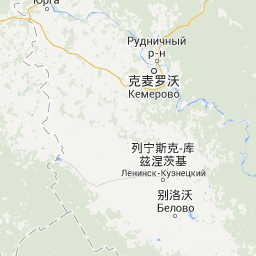 Юрга
Рудничный
р-н
克麦罗沃
Кемерово
列宁斯克-库
兹涅茨基
Ленинск-Кузнецкий
别洛沃
Белово